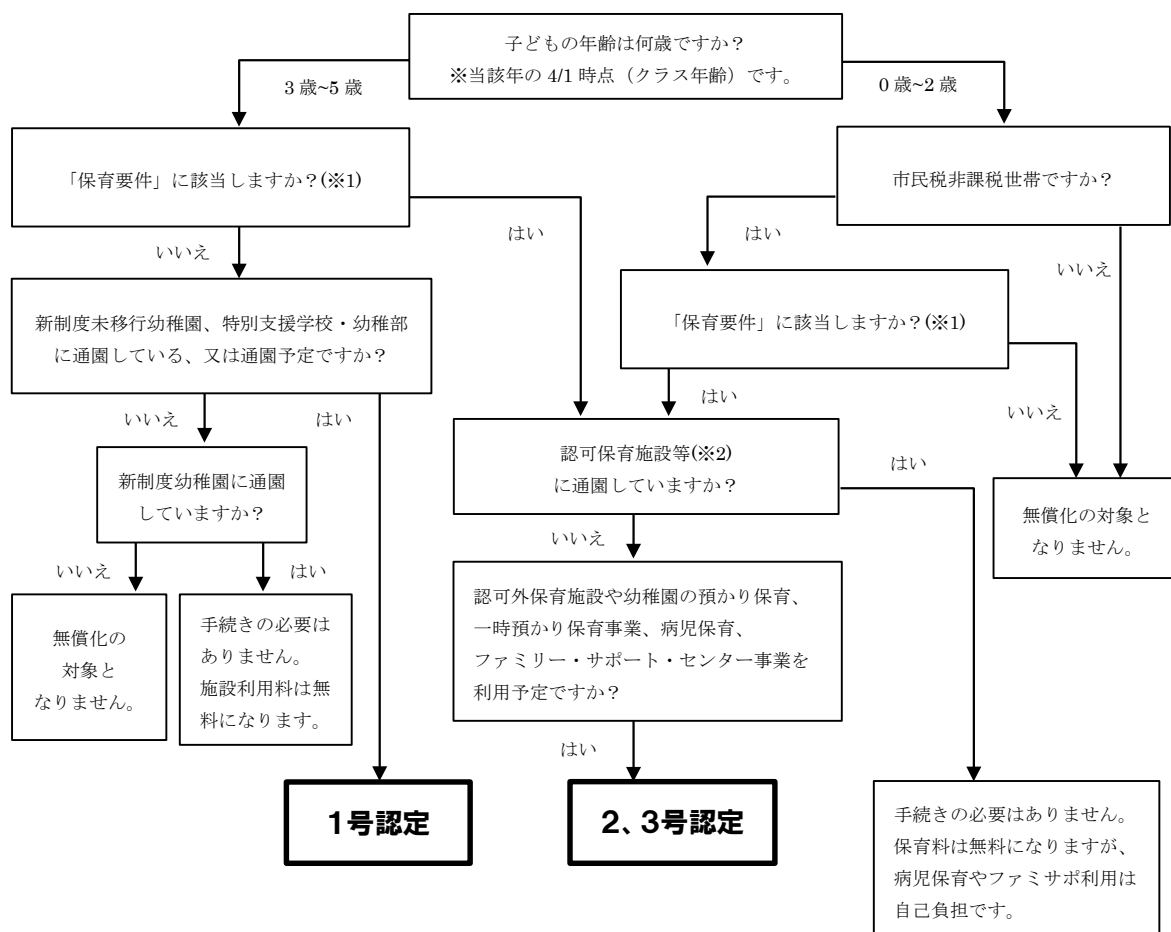 子どもの年齢は何歳ですか？
※当該年の 4/1 時点（クラス年齢）です。
3 歳~5 歳
0 歳~2 歳
「保育要件」に該当しますか？(※1)
市民税非課税世帯ですか？
いいえ
はい
はい
いいえ
新制度未移行幼稚園、特別支援学校・幼稚部
に通園している、又は通園予定ですか？
「保育要件」に該当しますか？(※1)
いいえ
はい
はい
いいえ
新制度幼稚園に通園
していますか？
認可保育施設等(※2)
に通園していますか？
はい
無償化の対象と
なりません。
いいえ
はい
いいえ
無償化の
対象と
なりません。
手続きの必要は
ありません。
施設利用料は無
料になります。
認可外保育施設や幼稚園の預かり保育、
一時預かり保育事業、病児保育、
ファミリー・サポート・センター事業を
利用予定ですか？
はい
1号認定
2、3号認定
手続きの必要はありません。
保育料は無料になりますが、
病児保育やファミサポ利用は
自己負担です。